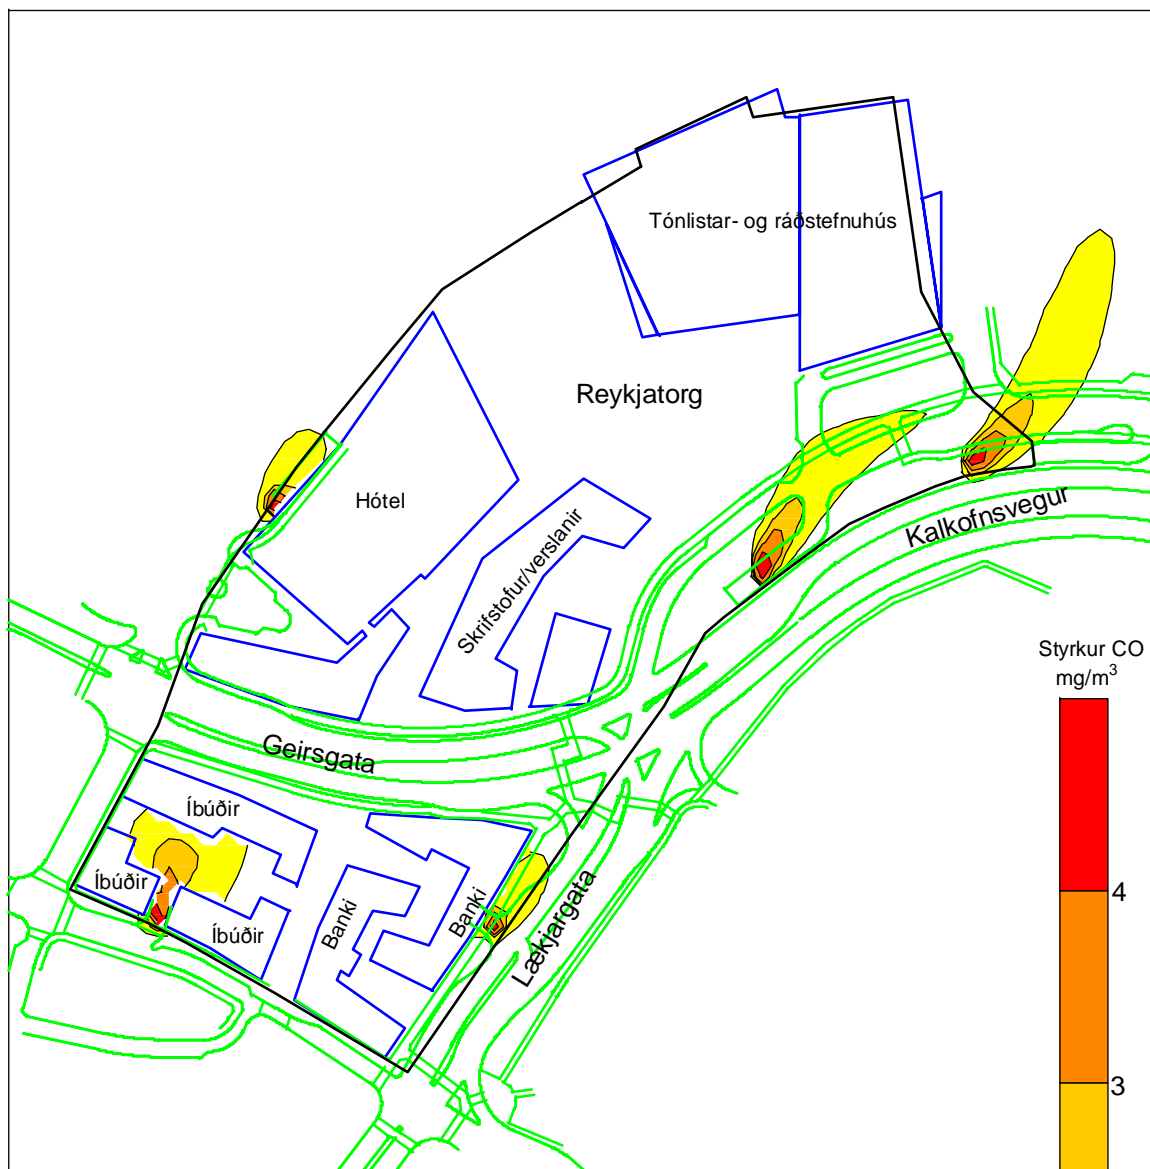 Tónlistar- og ráðstefnuhús
Reykjatorg
Hótel
Kalkofnsvegur
Skrifstofur/verslanir
Styrkur CO
mg/m³
Geirsgata
Íbúðir
Íbúðir
Íbúðir
Banki
Banki
Lækjargata
4
3